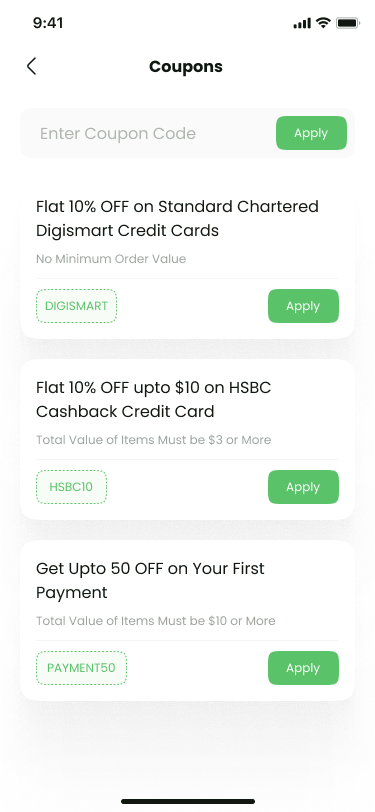 9:41
Coupons
Enter Coupon Code
Apply
Flat 10% OFF on Standard Chartered
Digismart Credit Cards
No Minimum Order Value
DIGISMART
Apply
Flat 10% OFF upto $10 on HSBC
Cashback Credit Card
Total Value of Items Must be $3 or More
HSBC10
Apply
Get Upto 50 OFF on Your First
Payment
Total Value of Items Must be $10 or More
PAYMENT50
Apply